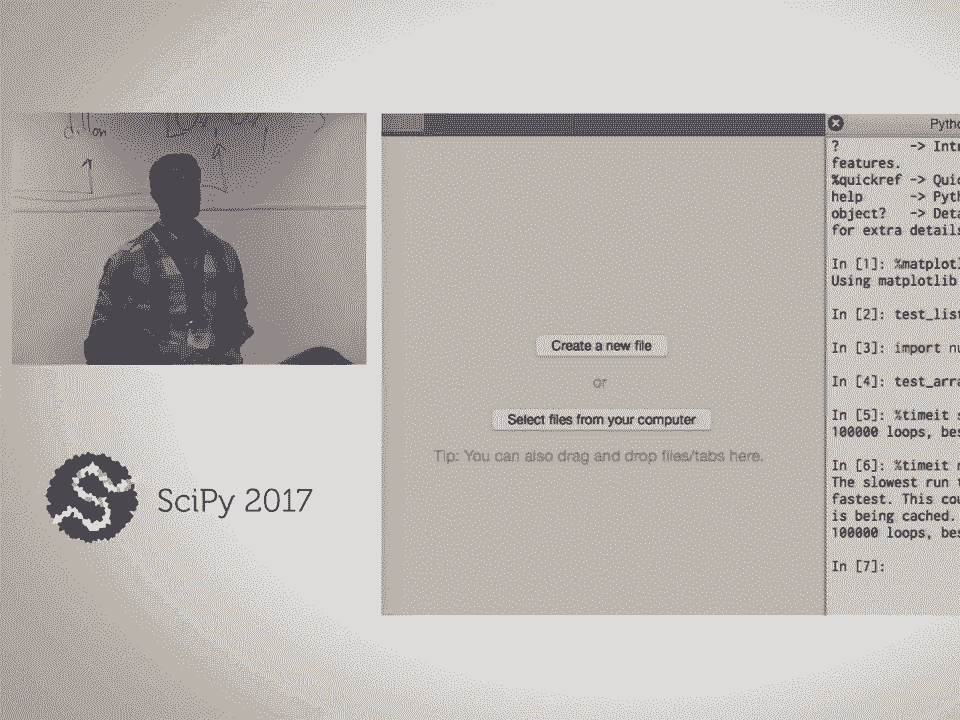 dillon
SciPy 2017
Create a new file
or
Select files from your computer
Tip: You can also drag and drop files/tabs here.
Pytho
? -> Intr
features.
%quickref -> Quic
help -> Pyth
object? -> Deta
for extra details
In [1]: %matplotl
Using matplotlib
In [2]: test_list
In [3]: import nu
In [4]: test_arra
In [5]: %timeit s
100000 loops, bes
In [6]: %timeit n
The slowest run t
fastest. This cou
is being cached.
100000 loops, bes
In [7]: